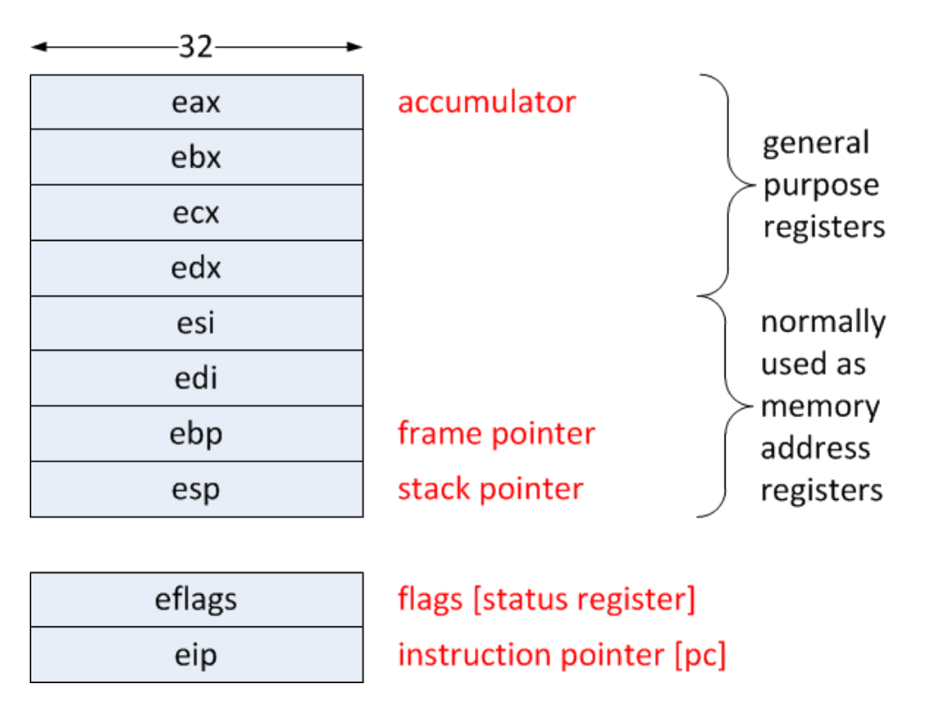 32
eax accumulator
ebx
ecx
edx
esi
edi
ebp frame pointer
esp stack pointer
general
purpose
registers
normally
used as
memory
address
registers
eflags flags [status register]
eip instruction pointer [pc]